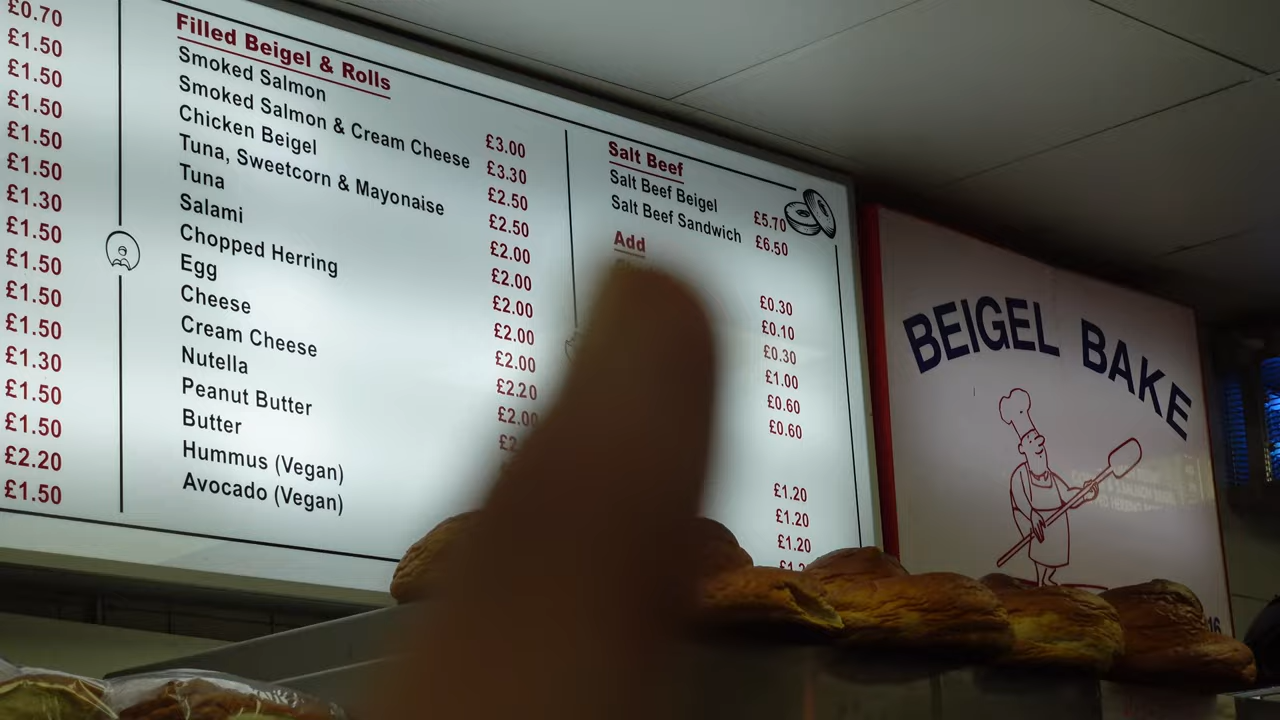 £0.70
£1.50
£1.50
£1.50
£1.50
£1.50
£1.30
£1.50
£1.50
£1.50
£1.50
£1.30
£1.50
£1.50
£2.20
£1.50
Filled Beigel & Rolls
Smoked Salmon £3.00
Smoked Salmon & Cream Cheese £3.30
Chicken Beigel £2.50
Tuna, Sweetcorn & Mayonaise £2.50
Tuna £2.00
Salami £2.00
Chopped Herring £2.00
Egg £2.00
Cheese £2.00
Cream Cheese £2.20
Nutella £2.00
Peanut Butter
Butter
Hummus (Vegan)
Avocado (Vegan)
Salt Beef
Salt Beef Beigel £5.70
Salt Beef Sandwich £6.50
Add
£0.30
£0.10
£0.30
£1.00
£0.60
£0.60
£1.20
£1.20
£1.20
BEIGEL BAKE